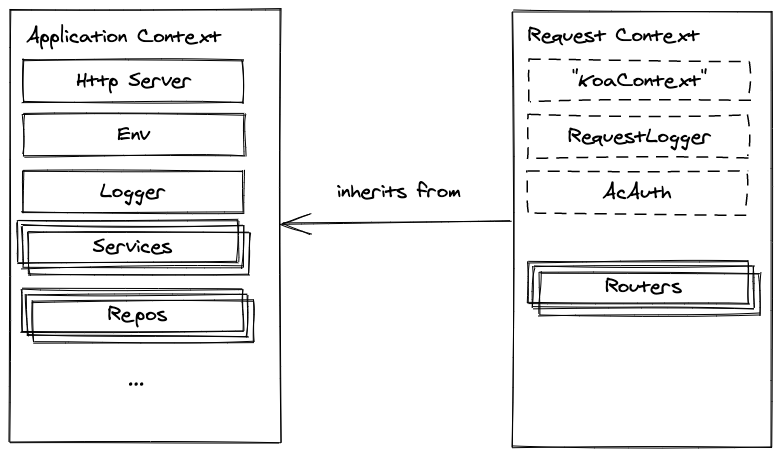 Application Context
Http Server
Env
Logger
Services
Repos
...
inherits from
Request Context
"KoaContext"
RequestLogger
AcAuth
Routers